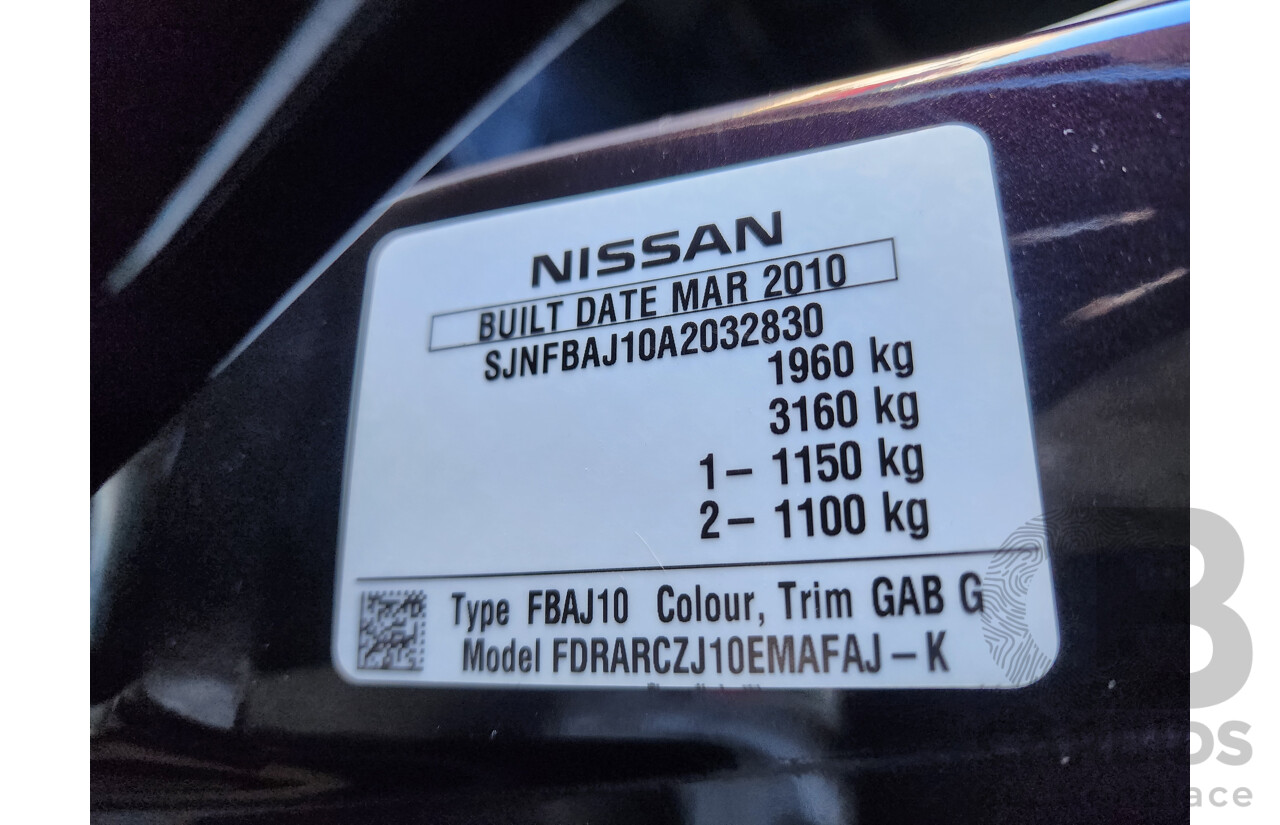 NISSAN
BUILT DATE MAR 2010
SJNFBAJ10A2032830
1960 kg
3160 kg
1– 1150 kg
2– 1100 kg
Type FBAJ10 Colour, Trim GAB G
Model FDRARCZJ10EMAFAJ – K